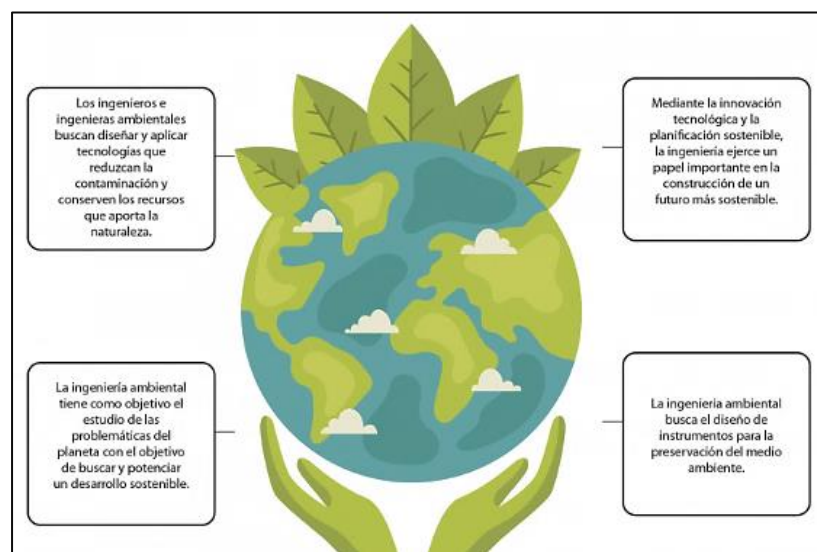 Los ingenieros e
ingenieras ambientales
buscan diseñar y aplicar
tecnologías que
reduzcan la
contaminación y
conserven los recursos
que aporta la
naturaleza.
Mediante la innovación
tecnológica y la
planificación sostenible,
la ingeniería ejerce un
papel importante en la
construcción de un
futuro más sostenible.
La ingeniería ambiental
tiene como objetivo el
estudio de las
problemáticas del
planeta con el objetivo
de buscar y potenciar
un desarrollo sostenible.
La ingeniería ambiental
busca el diseño de
instrumentos para la
preservación del medio
ambiente.